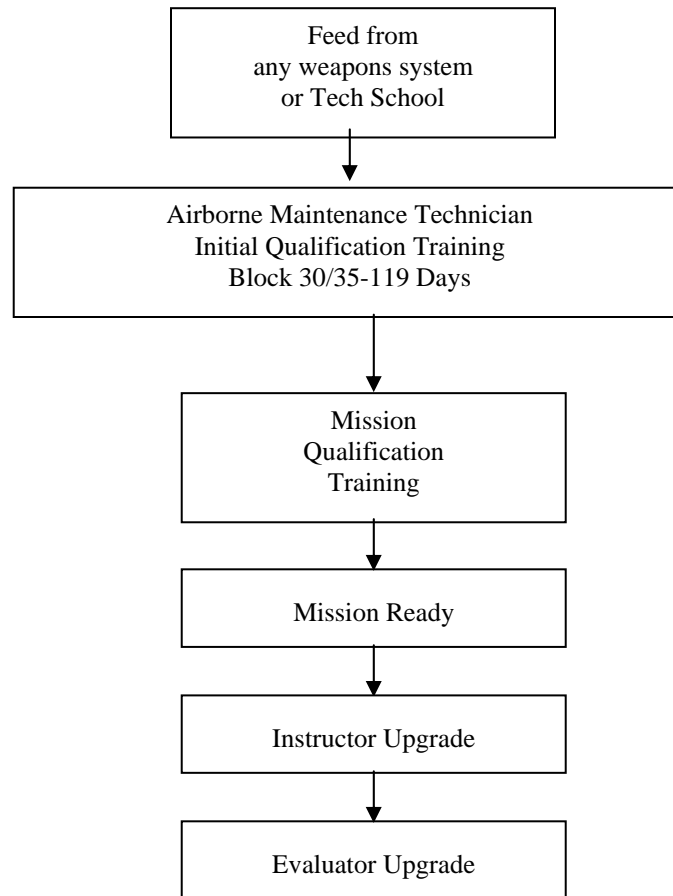 Feed from
any weapons system
or Tech School
Airborne Maintenance Technician
Initial Qualification Training
Block 30/35-119 Days
Mission
Qualification
Training
Mission Ready
Instructor Upgrade
Evaluator Upgrade